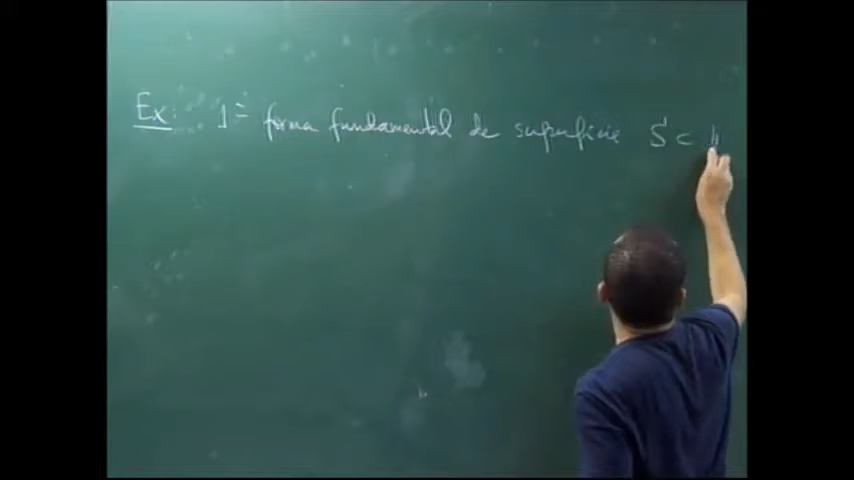 Ex: 1ª forma fundamental de superfície S ⊂